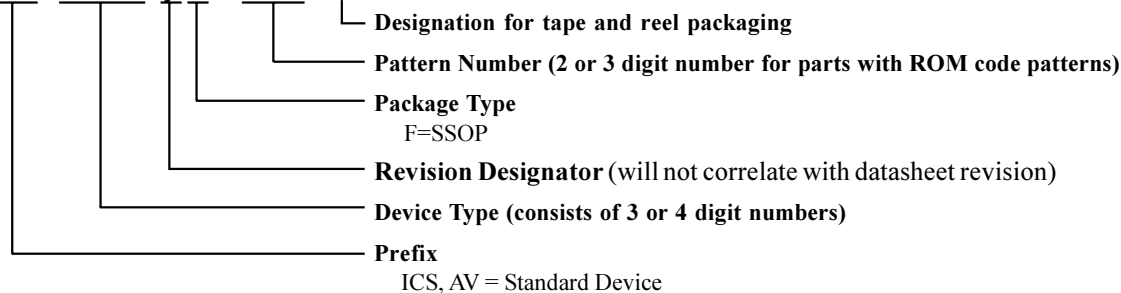 Designation for tape and reel packaging
Pattern Number (2 or 3 digit number for parts with ROM code patterns)
Package Type
F=SSOP
Revision Designator (will not correlate with datasheet revision)
Device Type (consists of 3 or 4 digit numbers)
Prefix
ICS, AV = Standard Device